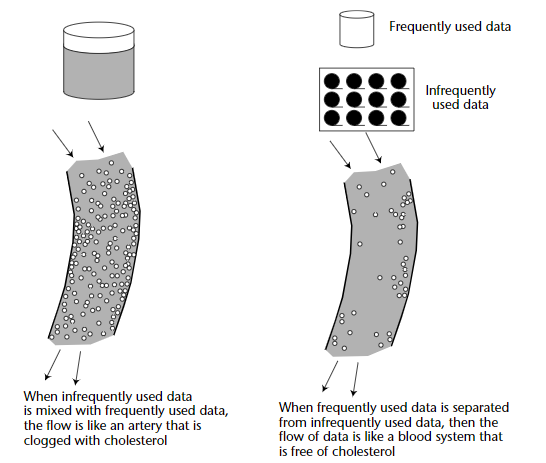 Frequently used data
Infrequently
used data
When infrequently used data
is mixed with frequently used data,
the flow is like an artery that is
clogged with cholesterol
When frequently used data is separated
from infrequently used data, then the
flow of data is like a blood system that
is free of cholesterol